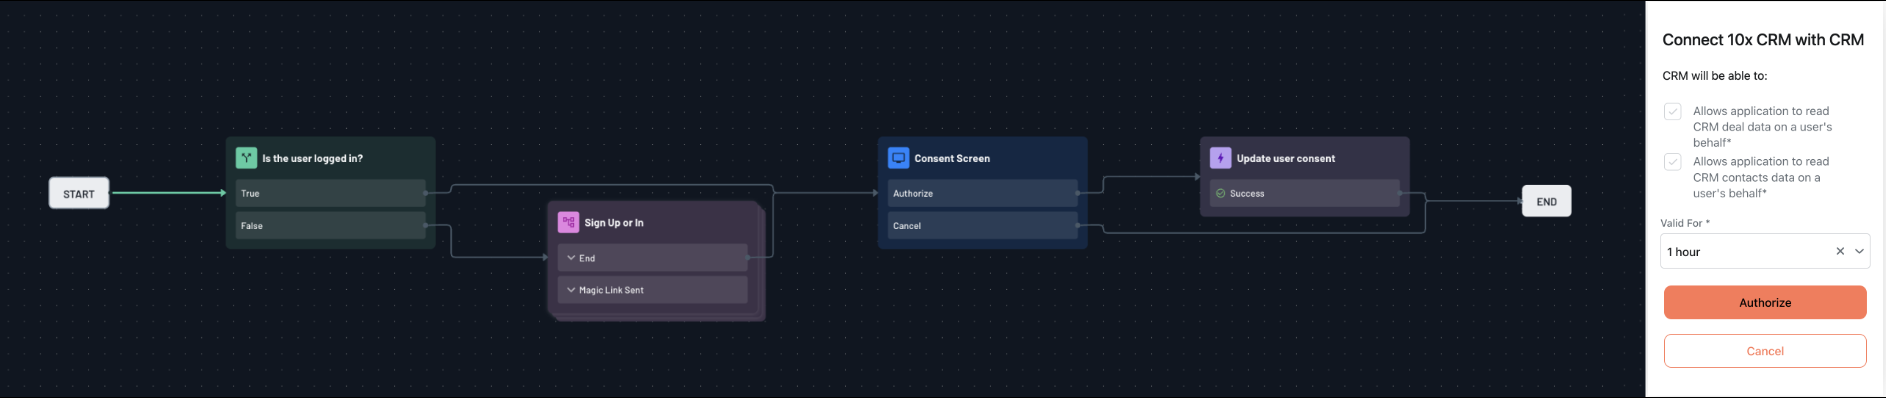 START
Is the user logged in?
True
False
Sign Up or In
End
Magic Link Sent
Consent Screen
Authorize
Cancel
Update user consent
Success
END
Connect 10x CRM with CRM
CRM will be able to:
Allows application to read
CRM deal data on a user's
behalf*
Allows application to read
CRM contacts data on a
user's behalf*
Valid For *
1 hour
Authorize
Cancel